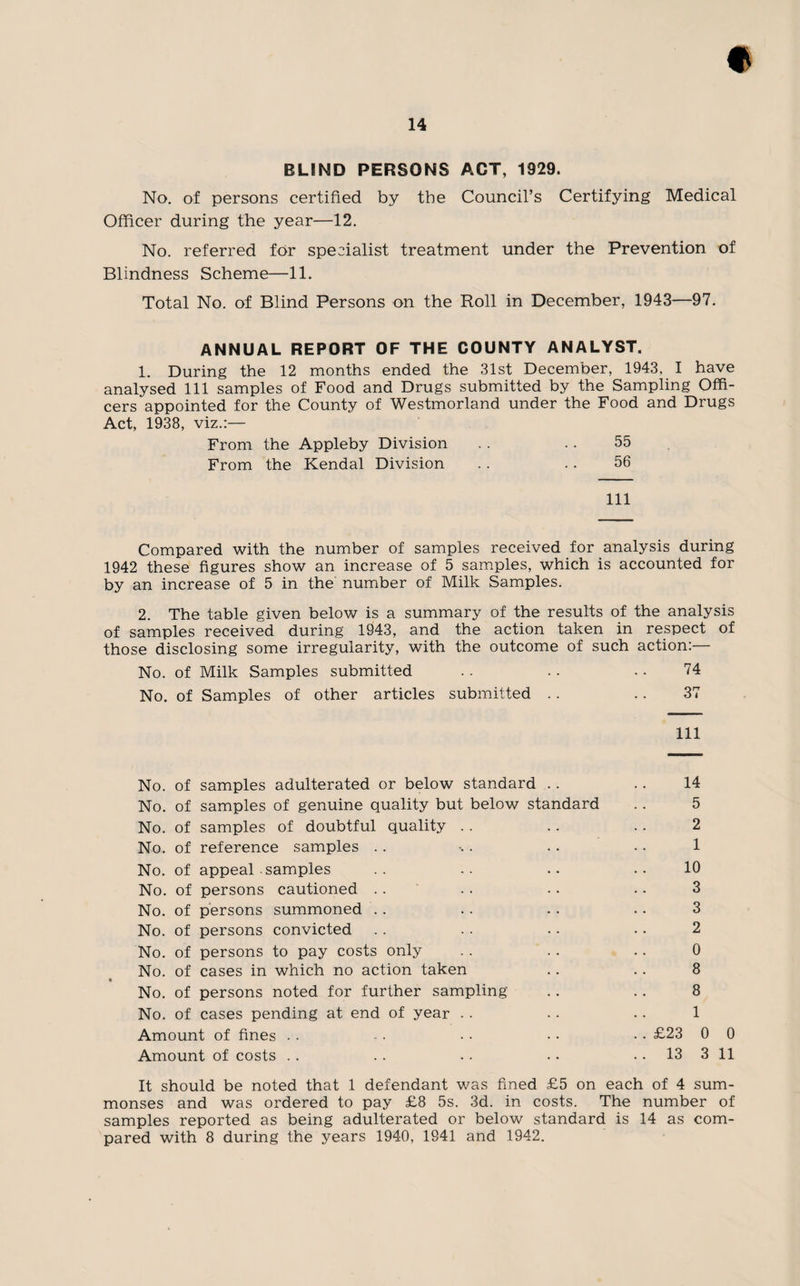 14
BLIND PERSONS ACT, 1929.
No. of persons certified by the Council's Certifying Medical
Officer during the year—12.
No. referred for specialist treatment under the Prevention of
Blindness Scheme—11.
Total No. of Blind Persons on the Roll in December, 1943—97.
ANNUAL REPORT OF THE COUNTY ANALYST.
1. During the 12 months ended the 31st December, 1943, I have
analysed 111 samples of Food and Drugs submitted by the Sampling Offi-
cers appointed for the County of Westmorland under the Food and Drugs
Act, 1938, viz.:—
From the Appleby Division .. .. 55
From the Kendal Division .. .. 56
111
Compared with the number of samples received for analysis during
1942 these figures show an increase of 5 samples, which is accounted for
by an increase of 5 in the number of Milk Samples.
2. The table given below is a summary of the results of the analysis
of samples received during 1943, and the action taken in respect of
those disclosing some irregularity, with the outcome of such action:—
No. of Milk Samples submitted .. .. .. 74
No. of Samples of other articles submitted .. .. 37
111
No. of samples adulterated or below standard .. .. 14
No. of samples of genuine quality but below standard .. 5
No. of samples of doubtful quality .. .. .. 2
No. of reference samples .. .. .. .. 1
No. of appeal samples .. .. .. .. 10
No. of persons cautioned .. .. .. .. 3
No. of persons summoned .. .. .. .. 3
No. of persons convicted .. .. .. .. 2
No. of persons to pay costs only .. .. .. 0
No. of cases in which no action taken .. .. 8
No. of persons noted for further sampling .. .. 8
No. of cases pending at end of year .. .. .. 1
Amount of fines .. .. .. .. .. £23 0 0
Amount of costs .. .. .. .. .. 13 3 11
It should be noted that 1 defendant was fined £5 on each of 4 sum-
monses and was ordered to pay £8 5s. 3d. in costs. The number of
samples reported as being adulterated or below standard is 14 as com-
pared with 8 during the years 1940, 1941 and 1942.